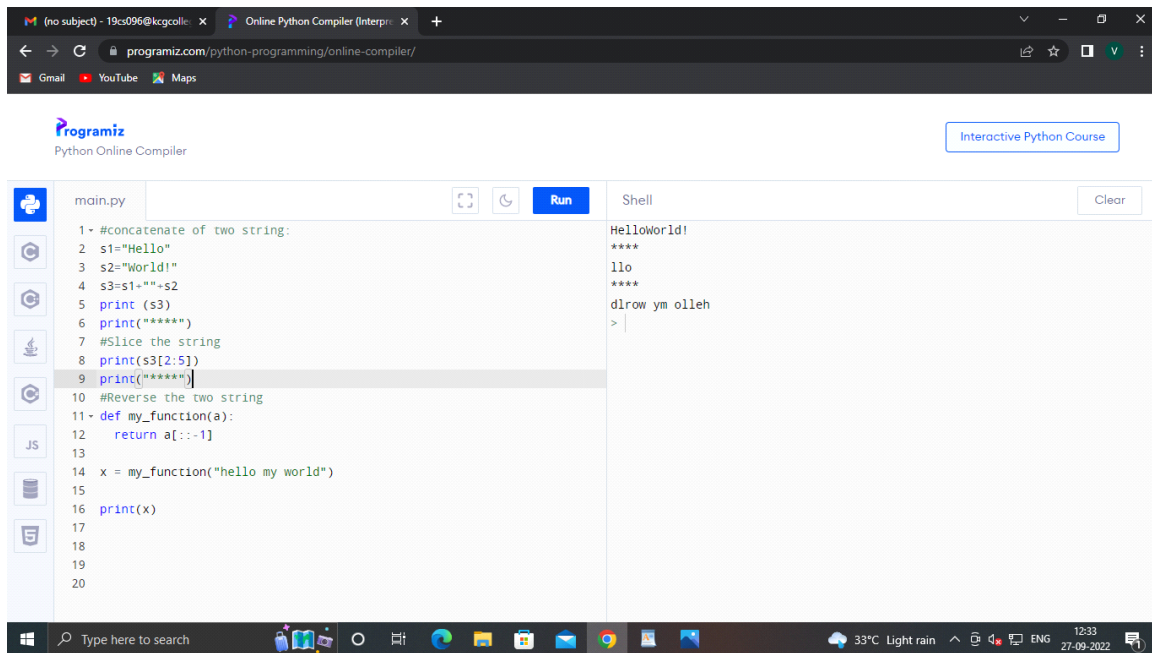 (no subject) - 19cs096@kcgcolle
Online Python Compiler (Interpre
programiz.com/python-programming/online-compiler/
V
Gmail
YouTube
Maps
Programiz
Python Online Compiler
Interactive Python Course
main.py
Run
Shell
Clear
1 #concatenate of two string:
2 s1="Hello"
3 s2="World!"
4 s3=s1+""+s2
5 print (s3)
6 print("****")
7 #Slice the string
8 print(s3[2:5])
9 print("****")
10 #Reverse the two string
11 def my_function(a):
12   return a[::-1]
13
14 x = my_function("hello my world")
15
16 print(x)
17
18
19
20
HelloWorld!
****
llo
****
dlrow ym olleh
>
JS
5
Type here to search
33°C Light rain
ENG
12:33
27-09-2022
1